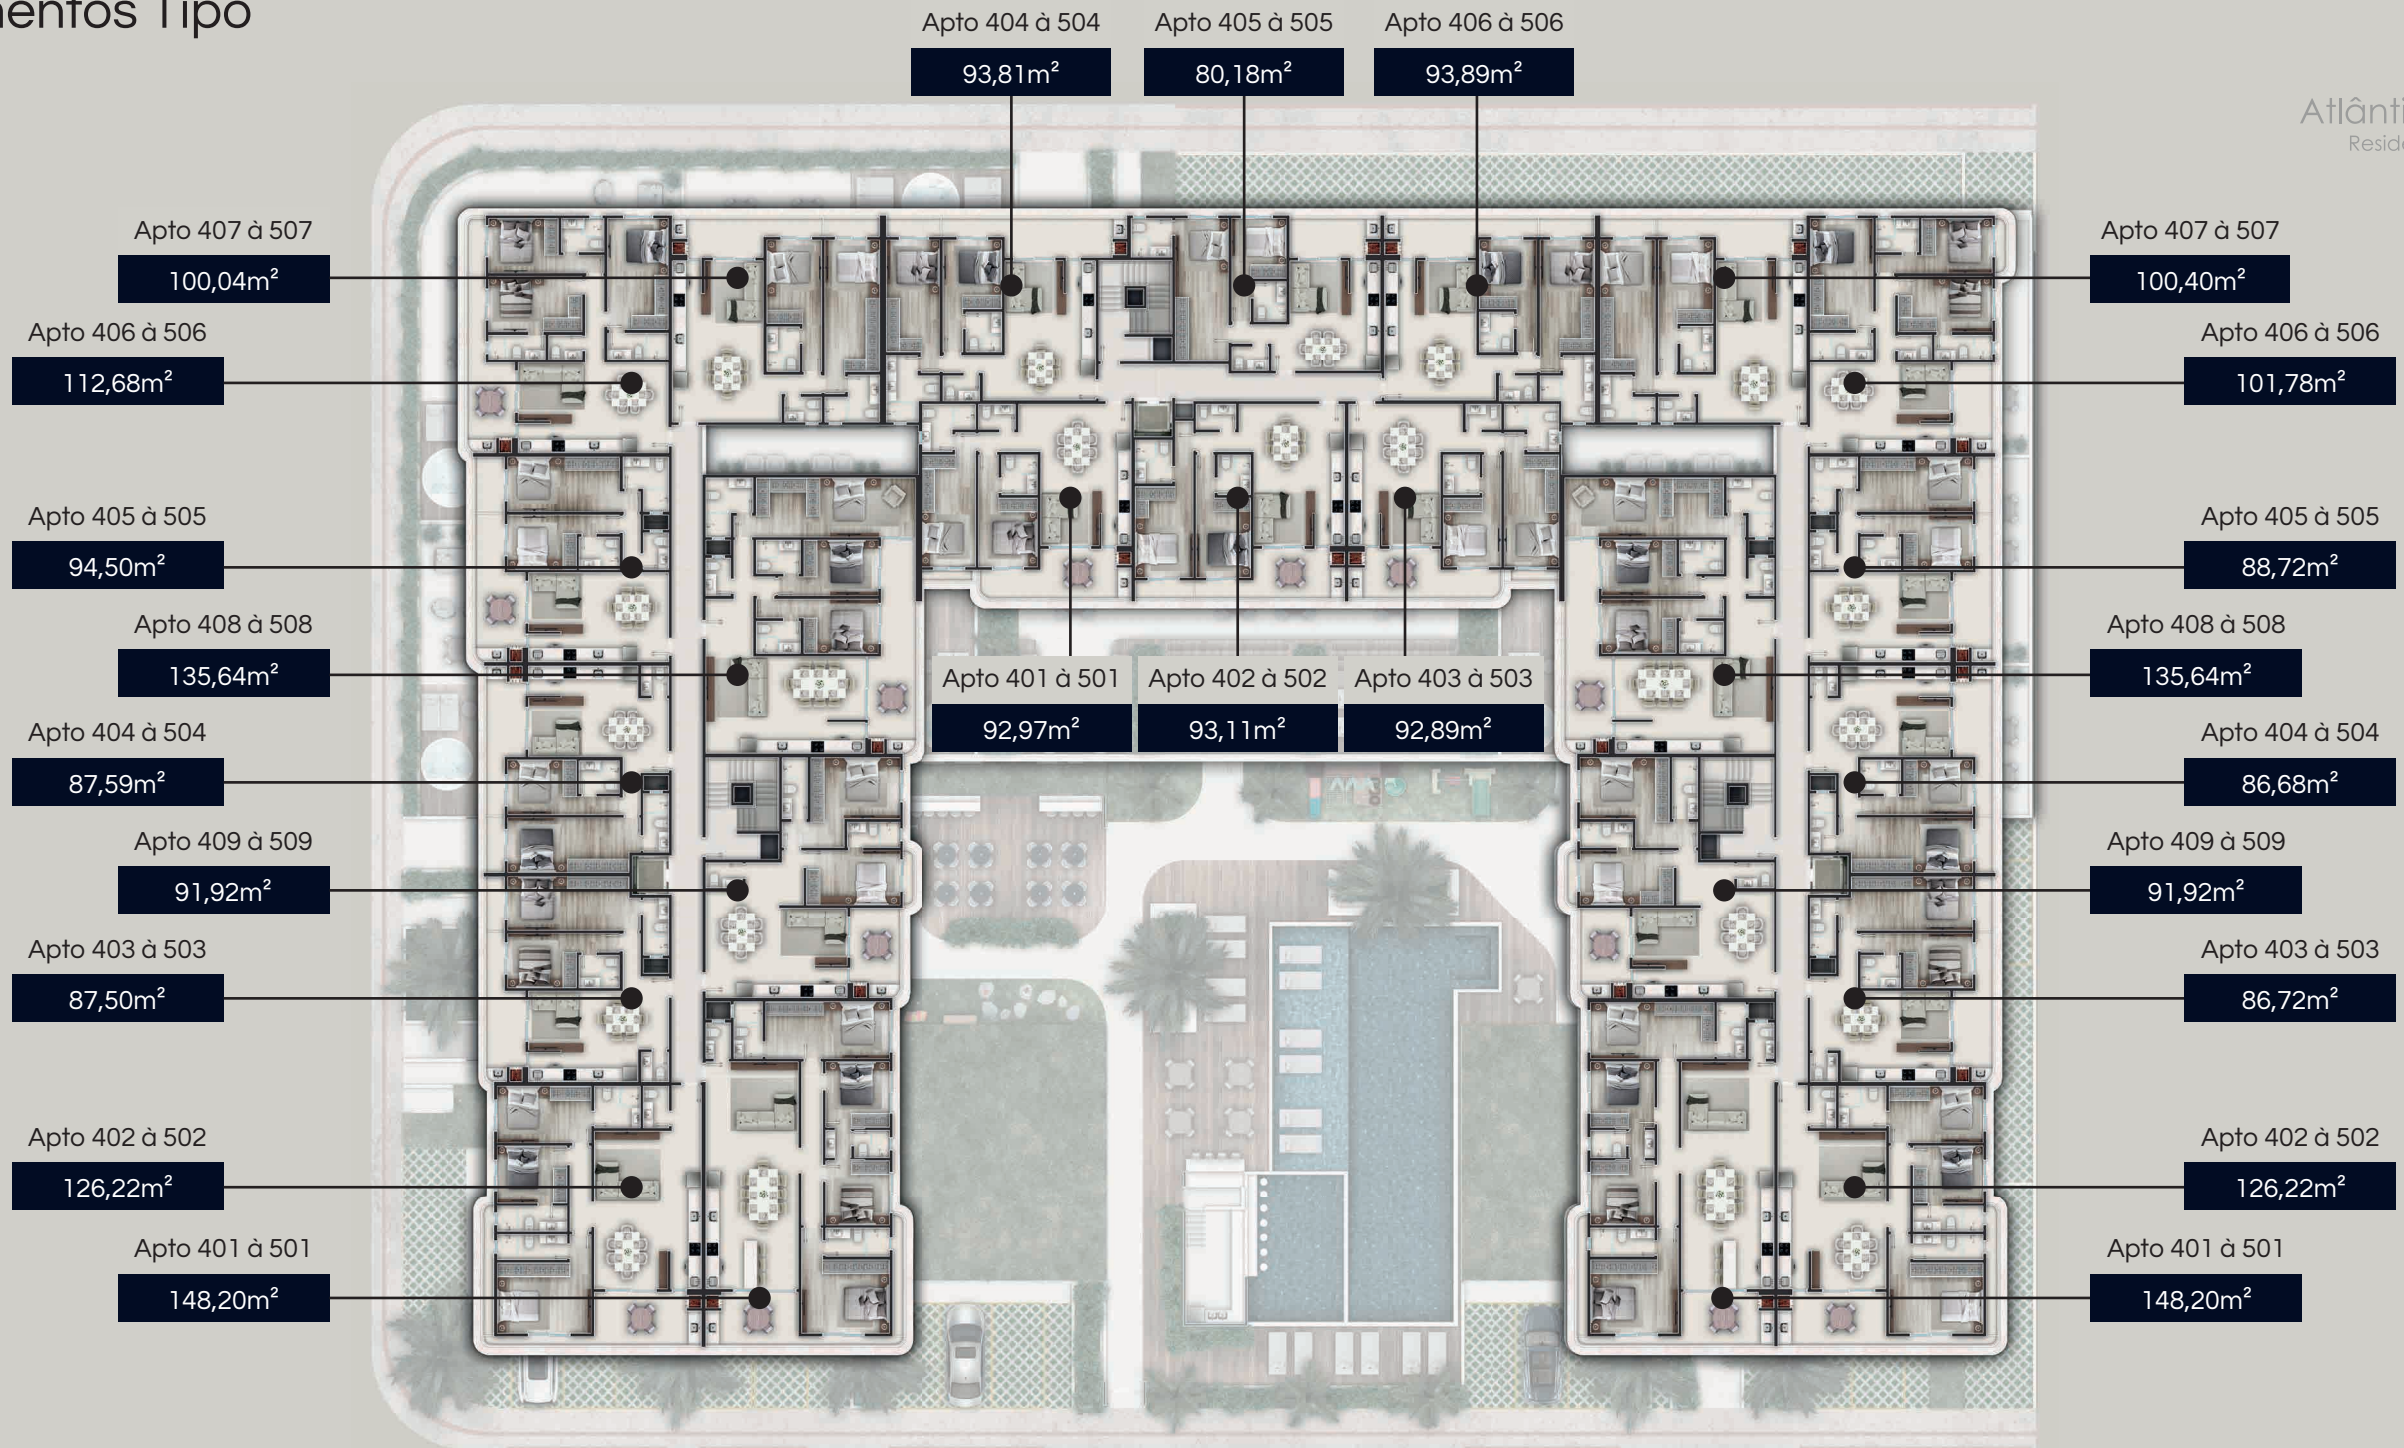 Tipo
Apto 404 à 504
93,81m²
Apto 405 à 505
80,18m²
Apto 406 à 506
93,89m²
Apto 407 à 507
100,04m²
Apto 406 à 506
112,68m²
Apto 405 à 505
94,50m²
Apto 408 à 508
135,64m²
Apto 404 à 504
87,59m²
Apto 409 à 509
91,92m²
Apto 403 à 503
87,50m²
Apto 402 à 502
126,22m²
Apto 401 à 501
148,20m²
Apto 401 à 501
92,97m²
Apto 402 à 502
93,11m²
Apto 403 à 503
92,89m²
Apto 407 à 507
100,40m²
Apto 406 à 506
101,78m²
Apto 405 à 505
88,72m²
Apto 408 à 508
135,64m²
Apto 404 à 504
86,68m²
Apto 409 à 509
91,92m²
Apto 403 à 503
86,72m²
Apto 402 à 502
126,22m²
Apto 401 à 501
148,20m²